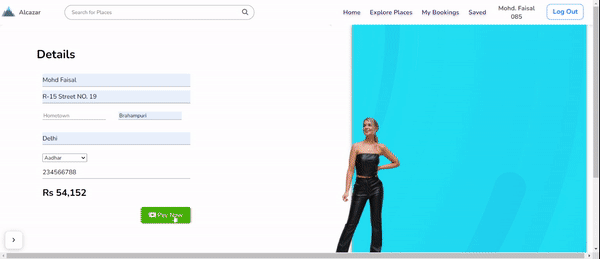 Alcazar
Search for Places
Home
Explore Places
My Bookings
Saved
Mohd. Faisal
085
Log Out
Details
Mohd Faisal
R-15 Street NO. 19
Hometown
Brahampuri
Delhi
Aadhar
234566788
Rs 54,152
Pay Now